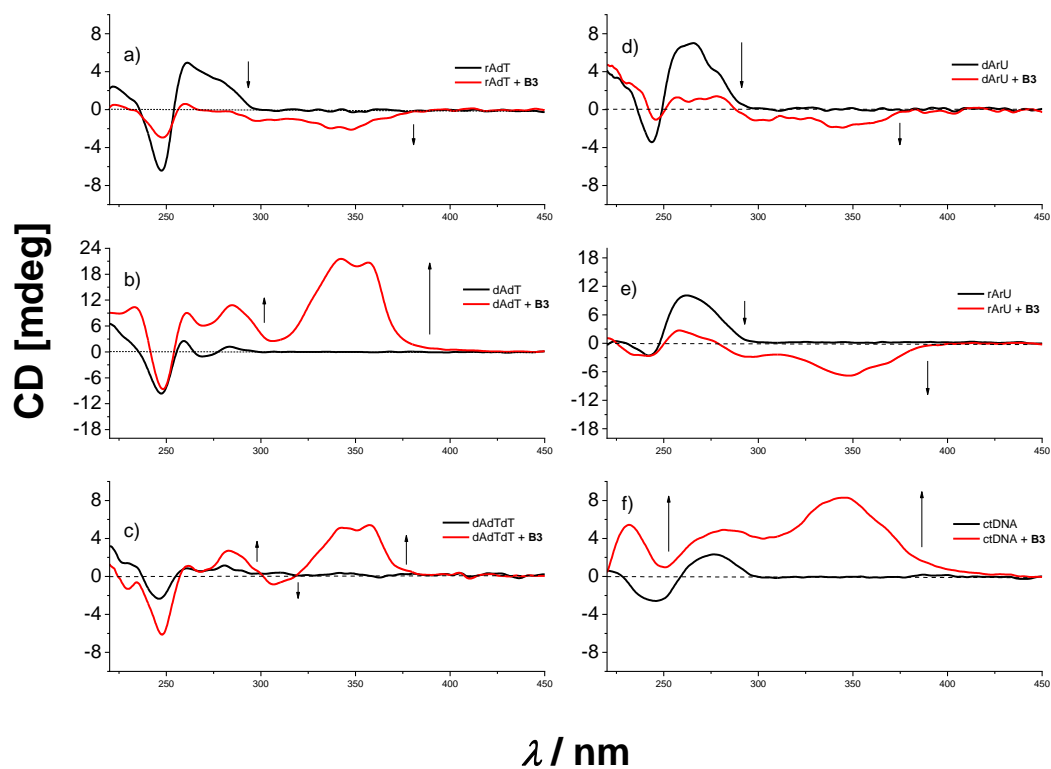 CD [mdeg]
a)
rAdT
rAdT + B3
8
4
0
-4
-8
250 300 350 400 450
d)
dArU
dArU + B3
8
4
0
-4
-8
250 300 350 400 450
b)
dAdT
dAdT + B3
24
18
12
6
0
-6
-12
-18
250 300 350 400 450
e)
rArU
rArU + B3
18
12
6
0
-6
-12
-18
250 300 350 400 450
c)
dAdTdT
dAdTdT + B3
8
4
0
-4
-8
250 300 350 400 450
f)
ctDNA
ctDNA + B3
8
4
0
-4
-8
250 300 350 400 450
λ / nm